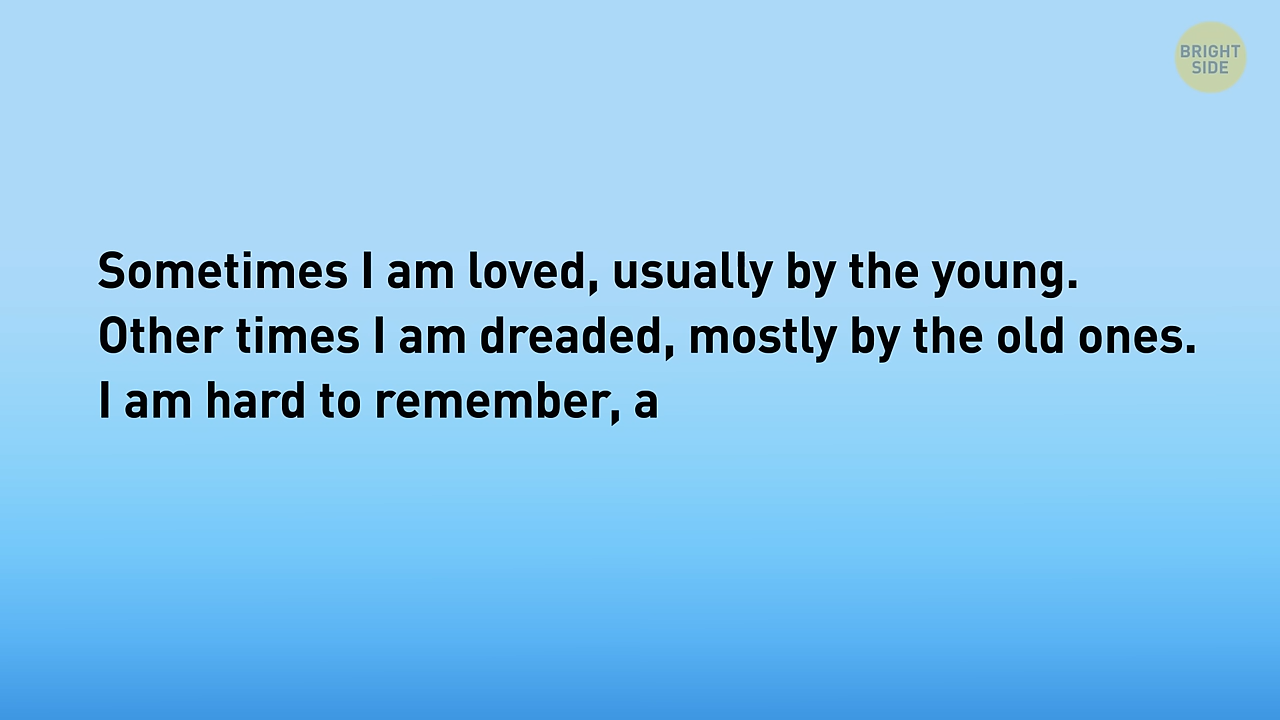 BRIGHT
SIDE
Sometimes I am loved, usually by the young.
Other times I am dreaded, mostly by the old ones.
I am hard to remember, a